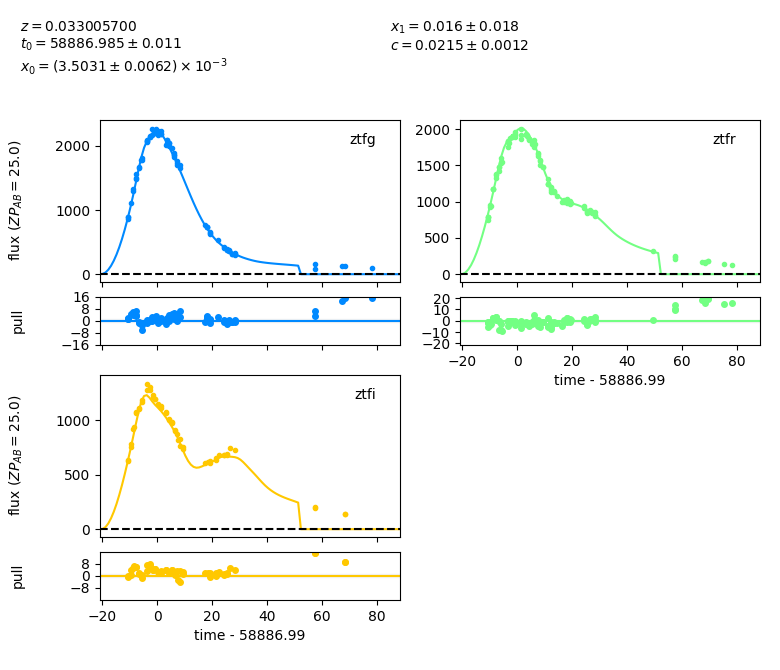 z = 0.033005700
t₀ = 58886.985 ± 0.011
x₀ = (3.5031 ± 0.0062) × 10⁻³
x₁ = 0.016 ± 0.018
c = 0.0215 ± 0.0012
flux (ZP_AB = 25.0)
ztfg
2000
1000
0
pull
16
8
0
−8
−16
ztfr
2000
1500
1000
500
0
20
10
0
−10
−20
−20 0 20 40 60 80
time - 58886.99
flux (ZP_AB = 25.0)
ztfi
1000
500
0
pull
8
0
−8
−20 0 20 40 60 80
time - 58886.99